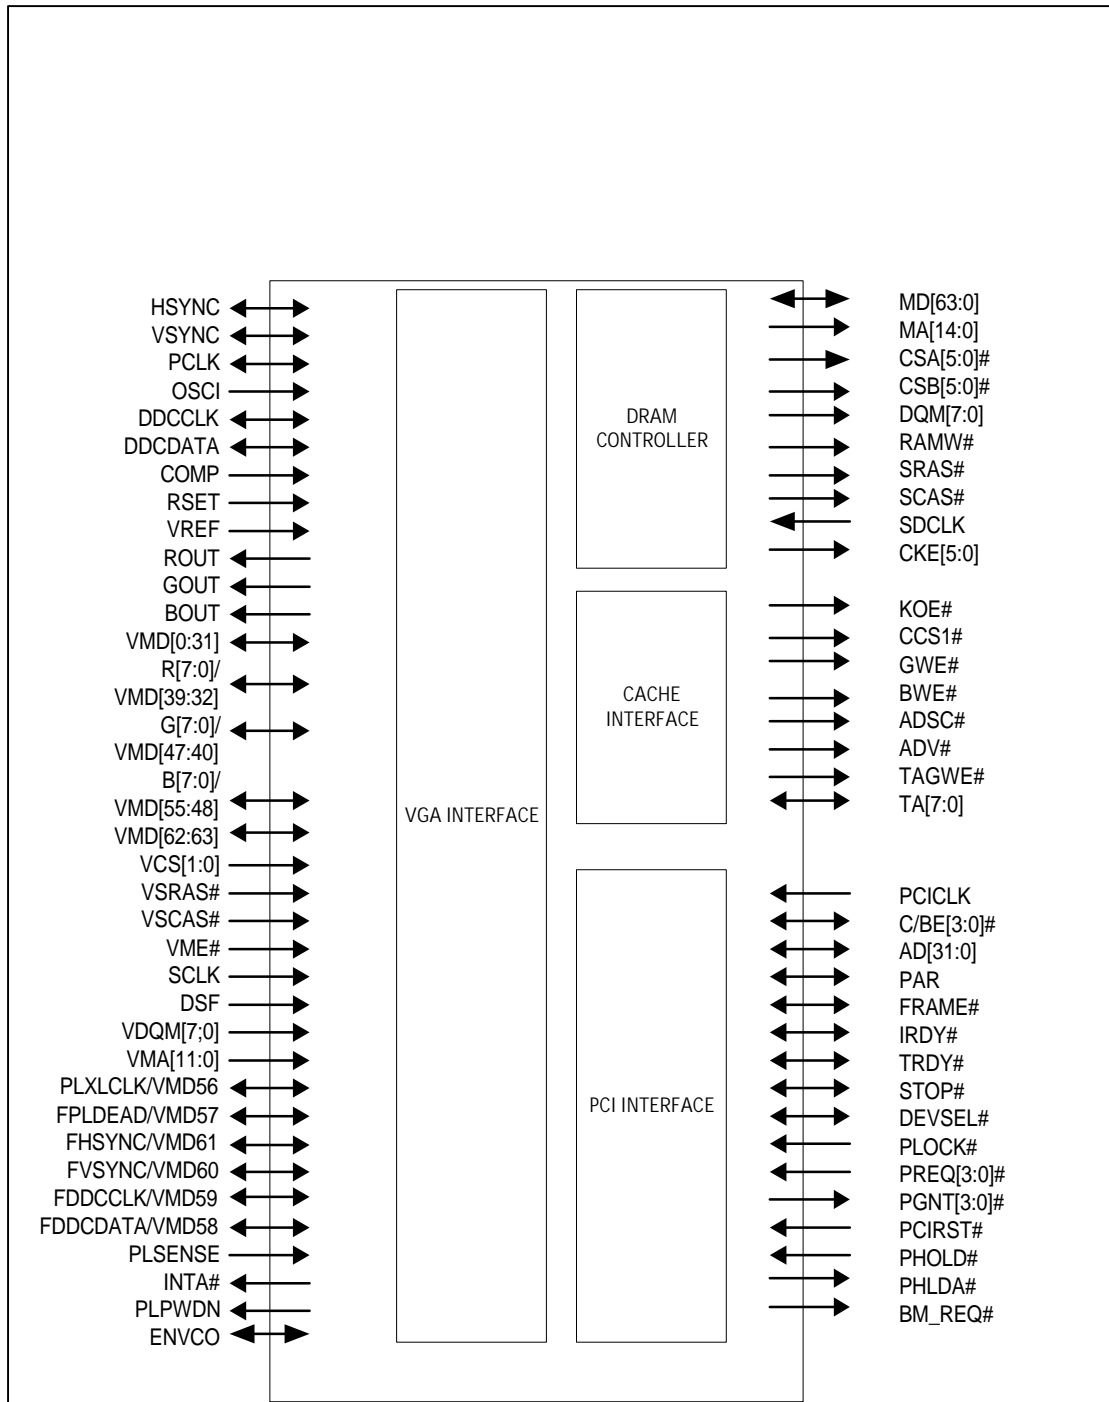 HSYNC
VSYNC
PCLK
OSCI
DDCCLK
DDCDATA
COMP
RSET
VREF
ROUT
GOUT
BOUT
VMD[0:31]
R[7:0]/
VMD[39:32]
G[7:0]/
VMD[47:40]
B[7:0]/
VMD[55:48]
VMD[62:63]
VCS[1:0]
VSRAS#
VSCAS#
VME#
SCLK
DSF
VDQM[7;0]
VMA[11:0]
PLXLCLK/VMD56
FPLDEAD/VMD57
FHSYNC/VMD61
FVSYNC/VMD60
FDDCCLK/VMD59
FDDCDATA/VMD58
PLSENSE
INTA#
PLPWDN
ENVCO
VGA INTERFACE
DRAM
CONTROLLER
CACHE
INTERFACE
PCI INTERFACE
MD[63:0]
MA[14:0]
CSA[5:0]#
CSB[5:0]#
DQM[7:0]
RAMW#
SRAS#
SCAS#
SDCLK
CKE[5:0]
KOE#
CCS1#
GWE#
BWE#
ADSC#
ADV#
TAGWE#
TA[7:0]
PCICLK
C/BE[3:0]#
AD[31:0]
PAR
FRAME#
IRDY#
TRDY#
STOP#
DEVSEL#
PLOCK#
PREQ[3:0]#
PGNT[3:0]#
PCIRST#
PHOLD#
PHLDA#
BM_REQ#